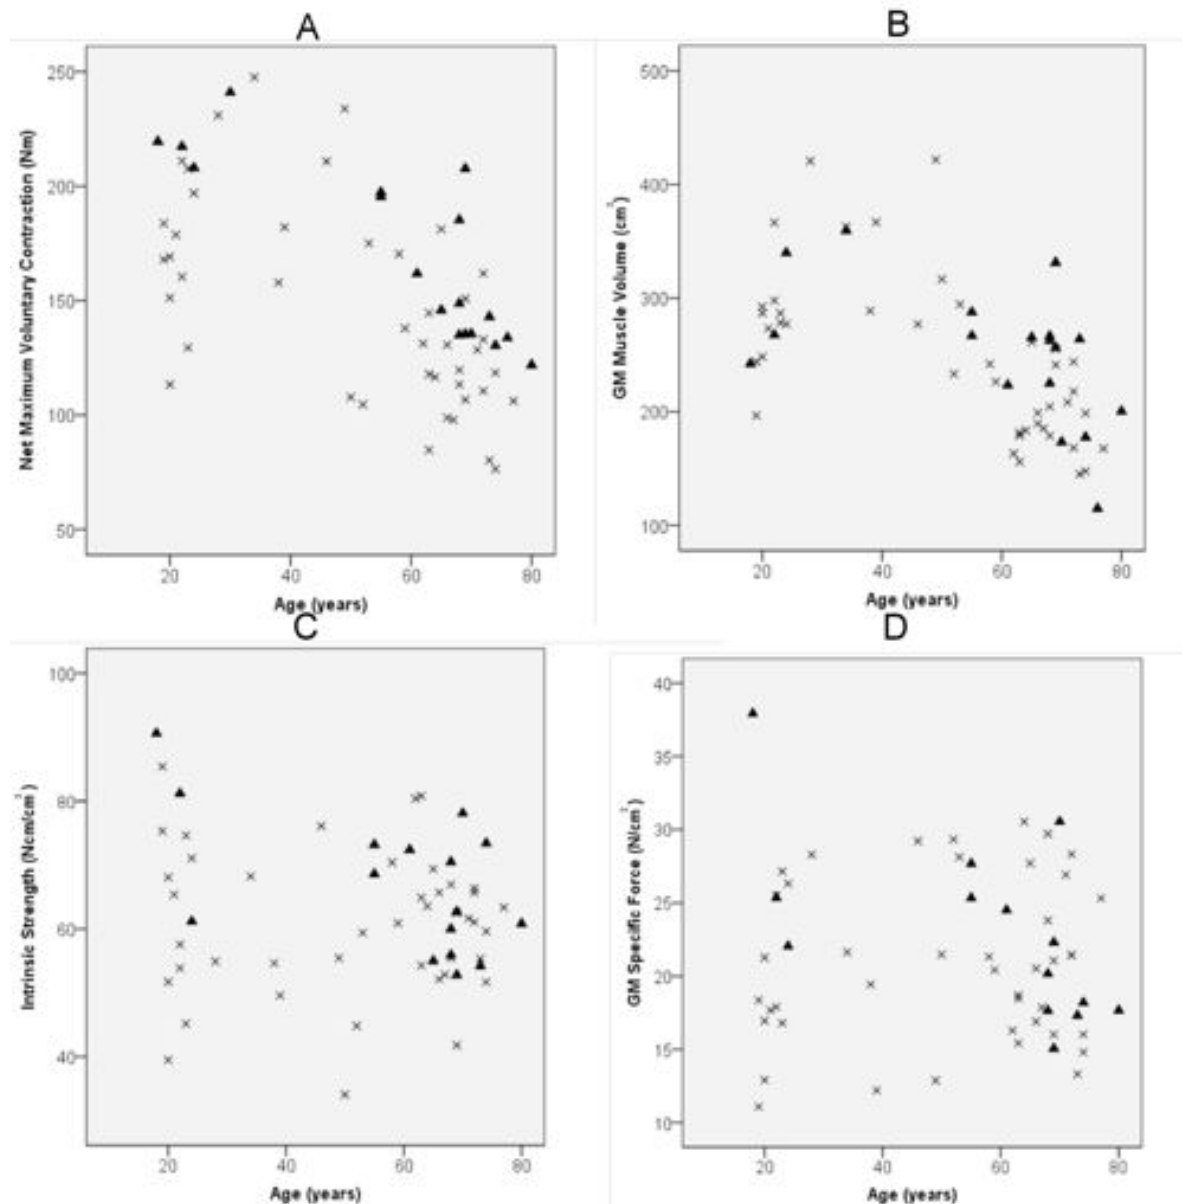 A
Net Maximum Voluntary Contraction (Nm)
250
200
150
100
50
20 40 60 80
Age (years)
B
GM Muscle Volume (cm³)
500
400
300
200
100
20 40 60 80
Age (years)
C
Intrinsic Strength (Ncm/cm³)
100
80
60
40
20 40 60 80
Age (years)
D
GM Specific Force (N/cm²)
40
35
30
25
20
15
10
20 40 60 80
Age (years)